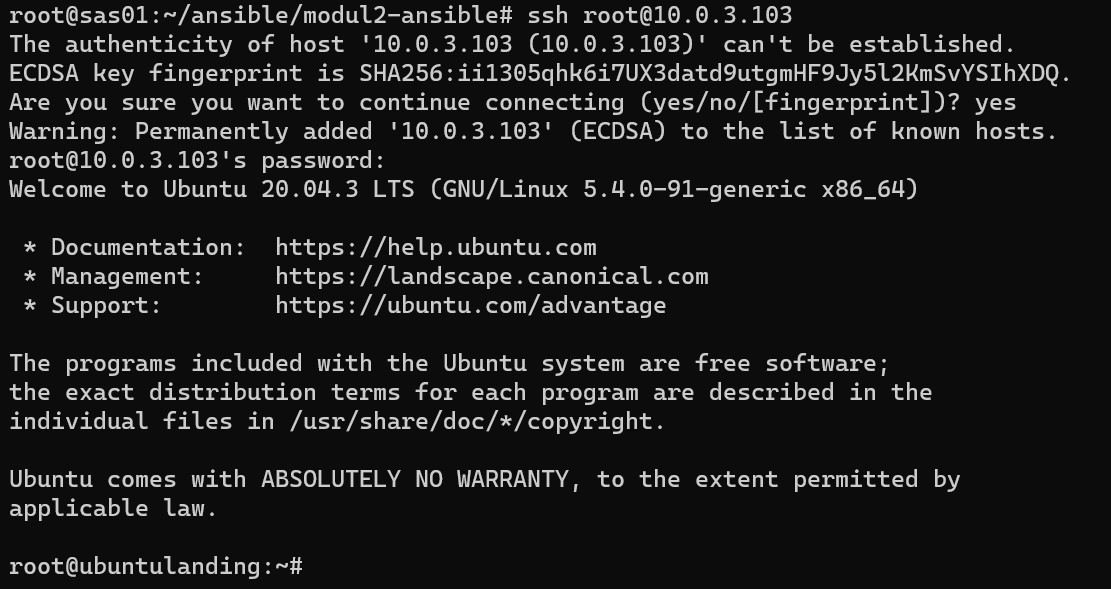 root@sas01:~/ansible/modul2-ansible# ssh root@10.0.3.103
The authenticity of host '10.0.3.103 (10.0.3.103)' can't be established.
ECDSA key fingerprint is SHA256:ii1305qhk6i7UX3datd9utgmHF9Jy5l2KmSvYSIhXDQ.
Are you sure you want to continue connecting (yes/no/[fingerprint])? yes
Warning: Permanently added '10.0.3.103' (ECDSA) to the list of known hosts.
root@10.0.3.103's password:
Welcome to Ubuntu 20.04.3 LTS (GNU/Linux 5.4.0-91-generic x86_64)

 * Documentation:  https://help.ubuntu.com
 * Management:     https://landscape.canonical.com
 * Support:        https://ubuntu.com/advantage

The programs included with the Ubuntu system are free software;
the exact distribution terms for each program are described in the
individual files in /usr/share/doc/*/copyright.

Ubuntu comes with ABSOLUTELY NO WARRANTY, to the extent permitted by
applicable law.

root@ubuntulanding:~#